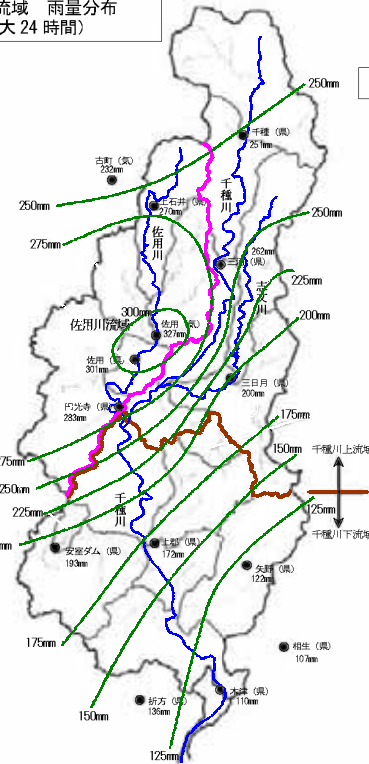 流域 雨量分布
大24時間）
250mm
千種（県）
251mm
古町（気）
232mm
上石井（県）
270mm
千種川
250mm
250mm
佐用川
275mm
262mm
三河（県）
志文川
225mm
300mm
200mm
佐用川流域
佐用（気）
327mm
佐用（県）
301mm
三日月（県）
200mm
円光寺（県）
283mm
175mm
千種川上流域
150mm
275mm
250mm
125mm
225mm
千種川
千種川下流域
mm
安室ダム（県）
193mm
上郡（県）
172mm
矢野（県）
122mm
175mm
相生（県）
107mm
木津（県）
110mm
折方（県）
136mm
150mm
125mm